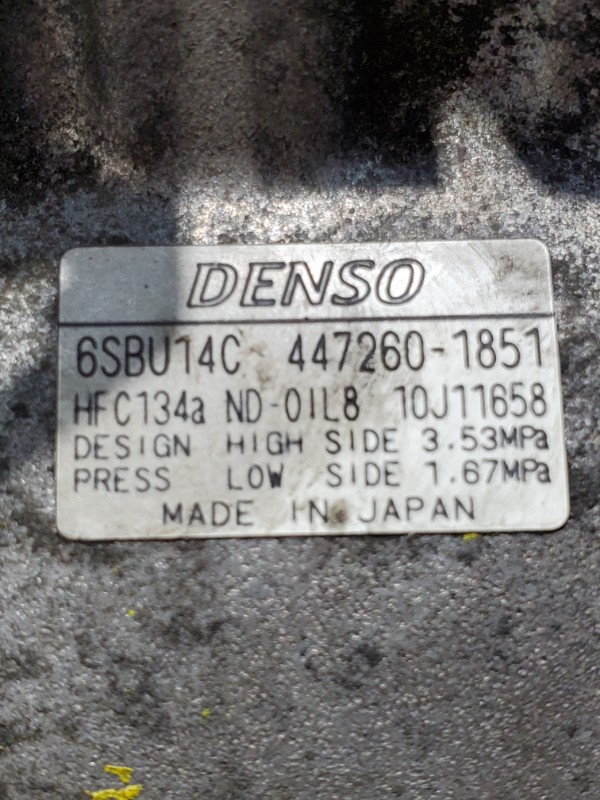 DENSO
6SBU14C 447260-1851
HFC134a ND-OIL8 10J11658
DESIGN HIGH SIDE 3.53MPa
PRESS LOW SIDE 1.67MPa
MADE IN JAPAN